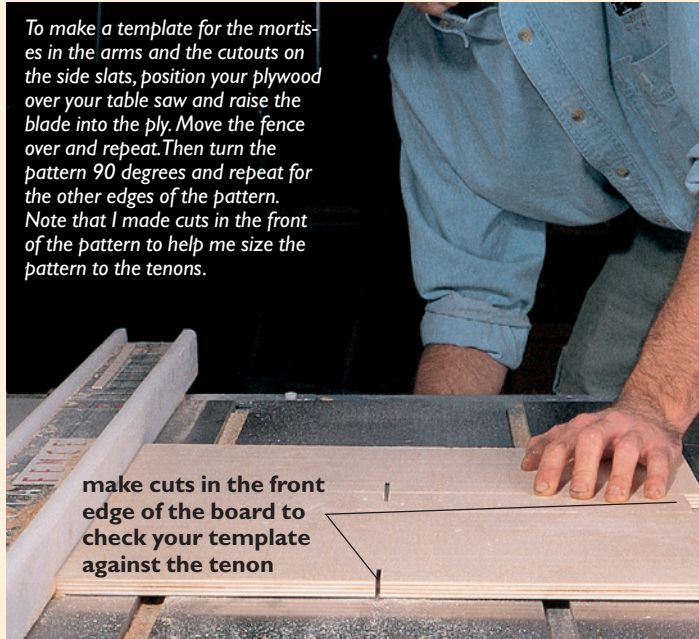 To make a template for the mortis-
es in the arms and the cutouts on
the side slats, position your plywood
over your table saw and raise the
blade into the ply. Move the fence
over and repeat. Then turn the
pattern 90 degrees and repeat for
the other edges of the pattern.
Note that I made cuts in the front
of the pattern to help me size the
pattern to the tenons.
FENCE
make cuts in the front
edge of the board to
check your template
against the tenon